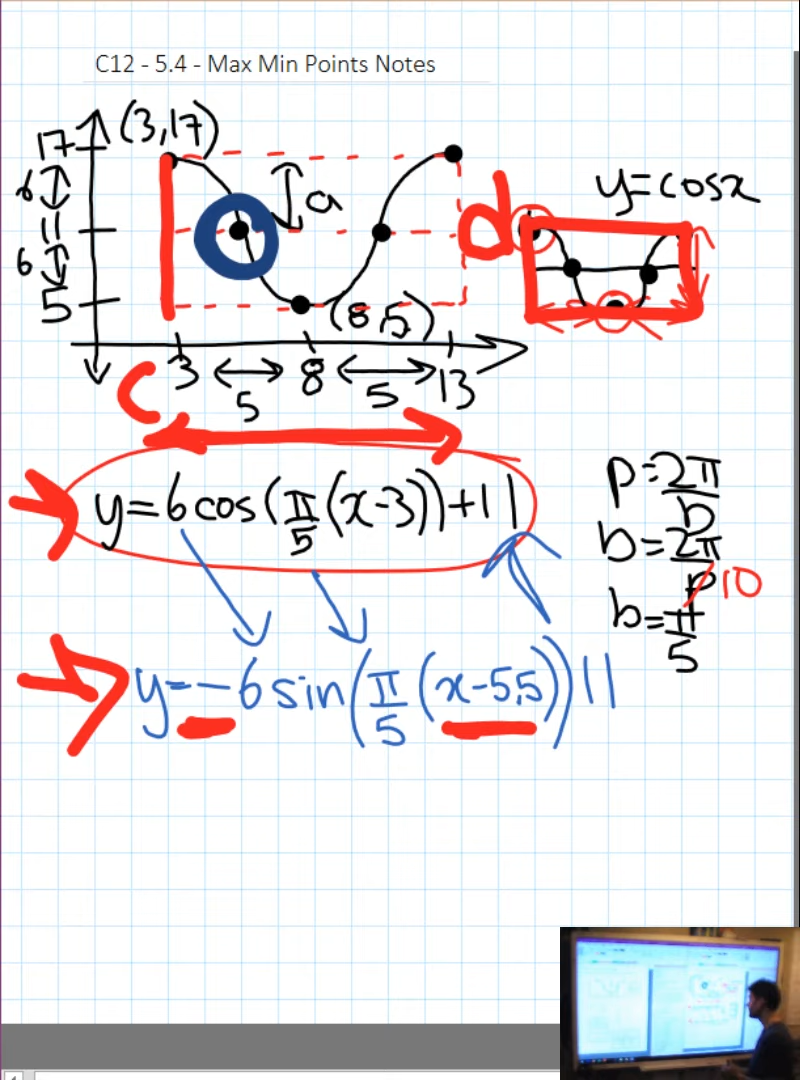 C12 - 5.4 - Max Min Points Notes
(3,17)
17
6
a
y=cosx
d
11
6
5
(8,5)
3 8 13
5 5
c
y=6cos(π/5(x-3))+11
p=2π/b
b=2π/p 10
b=π/5
y=-6sin(π/5(x-5,5))11